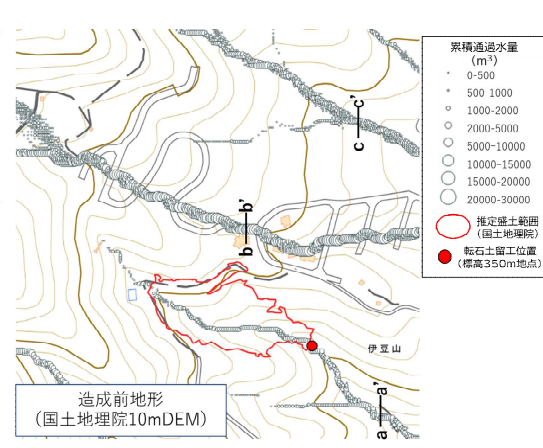 累積通過水量
(m³)
0-500
500 1000
1000-2000
2000-5000
5000-10000
10000-15000
15000-20000
20000-30000
推定盛土範囲
(国土地理院)
転石土留工位置
(標高350m地点)
c c'
b b'
伊豆山
a a'
造成前地形
(国土地理院10mDEM)